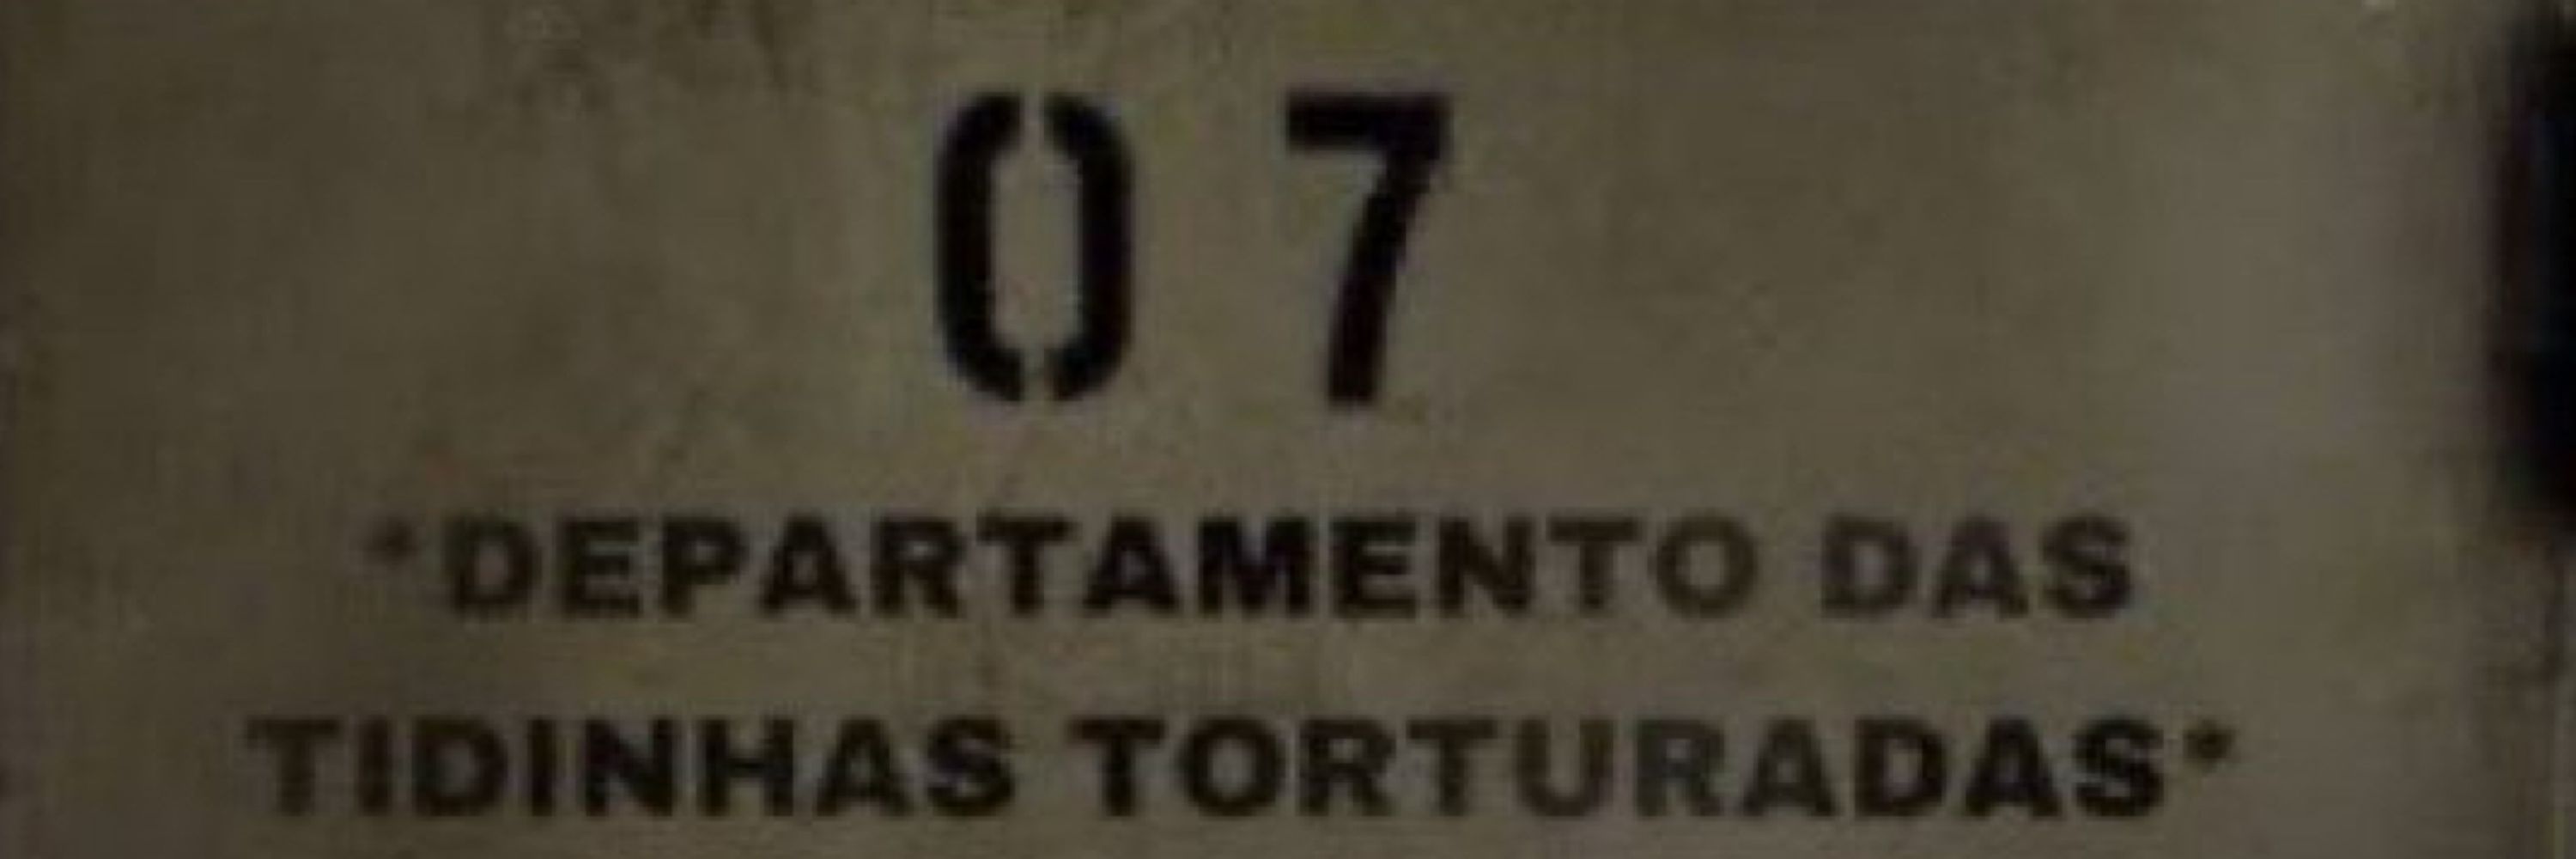 07
*DEPARTAMENTO DAS
TIDINHAS TORTURADAS*